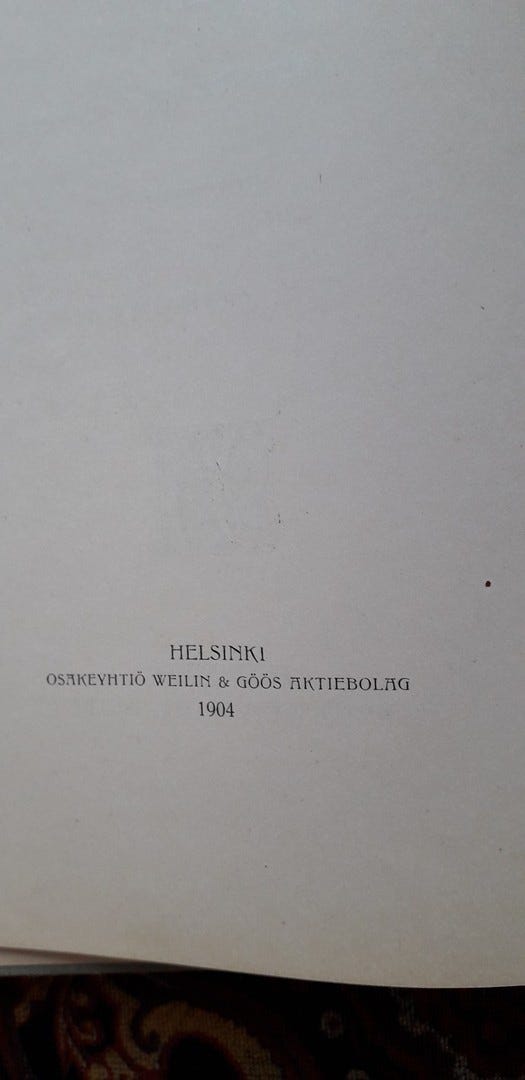 HELSINKI
OSAKEYHTIÖ WEILIN & GÖÖS AKTIEBOLAG
1904